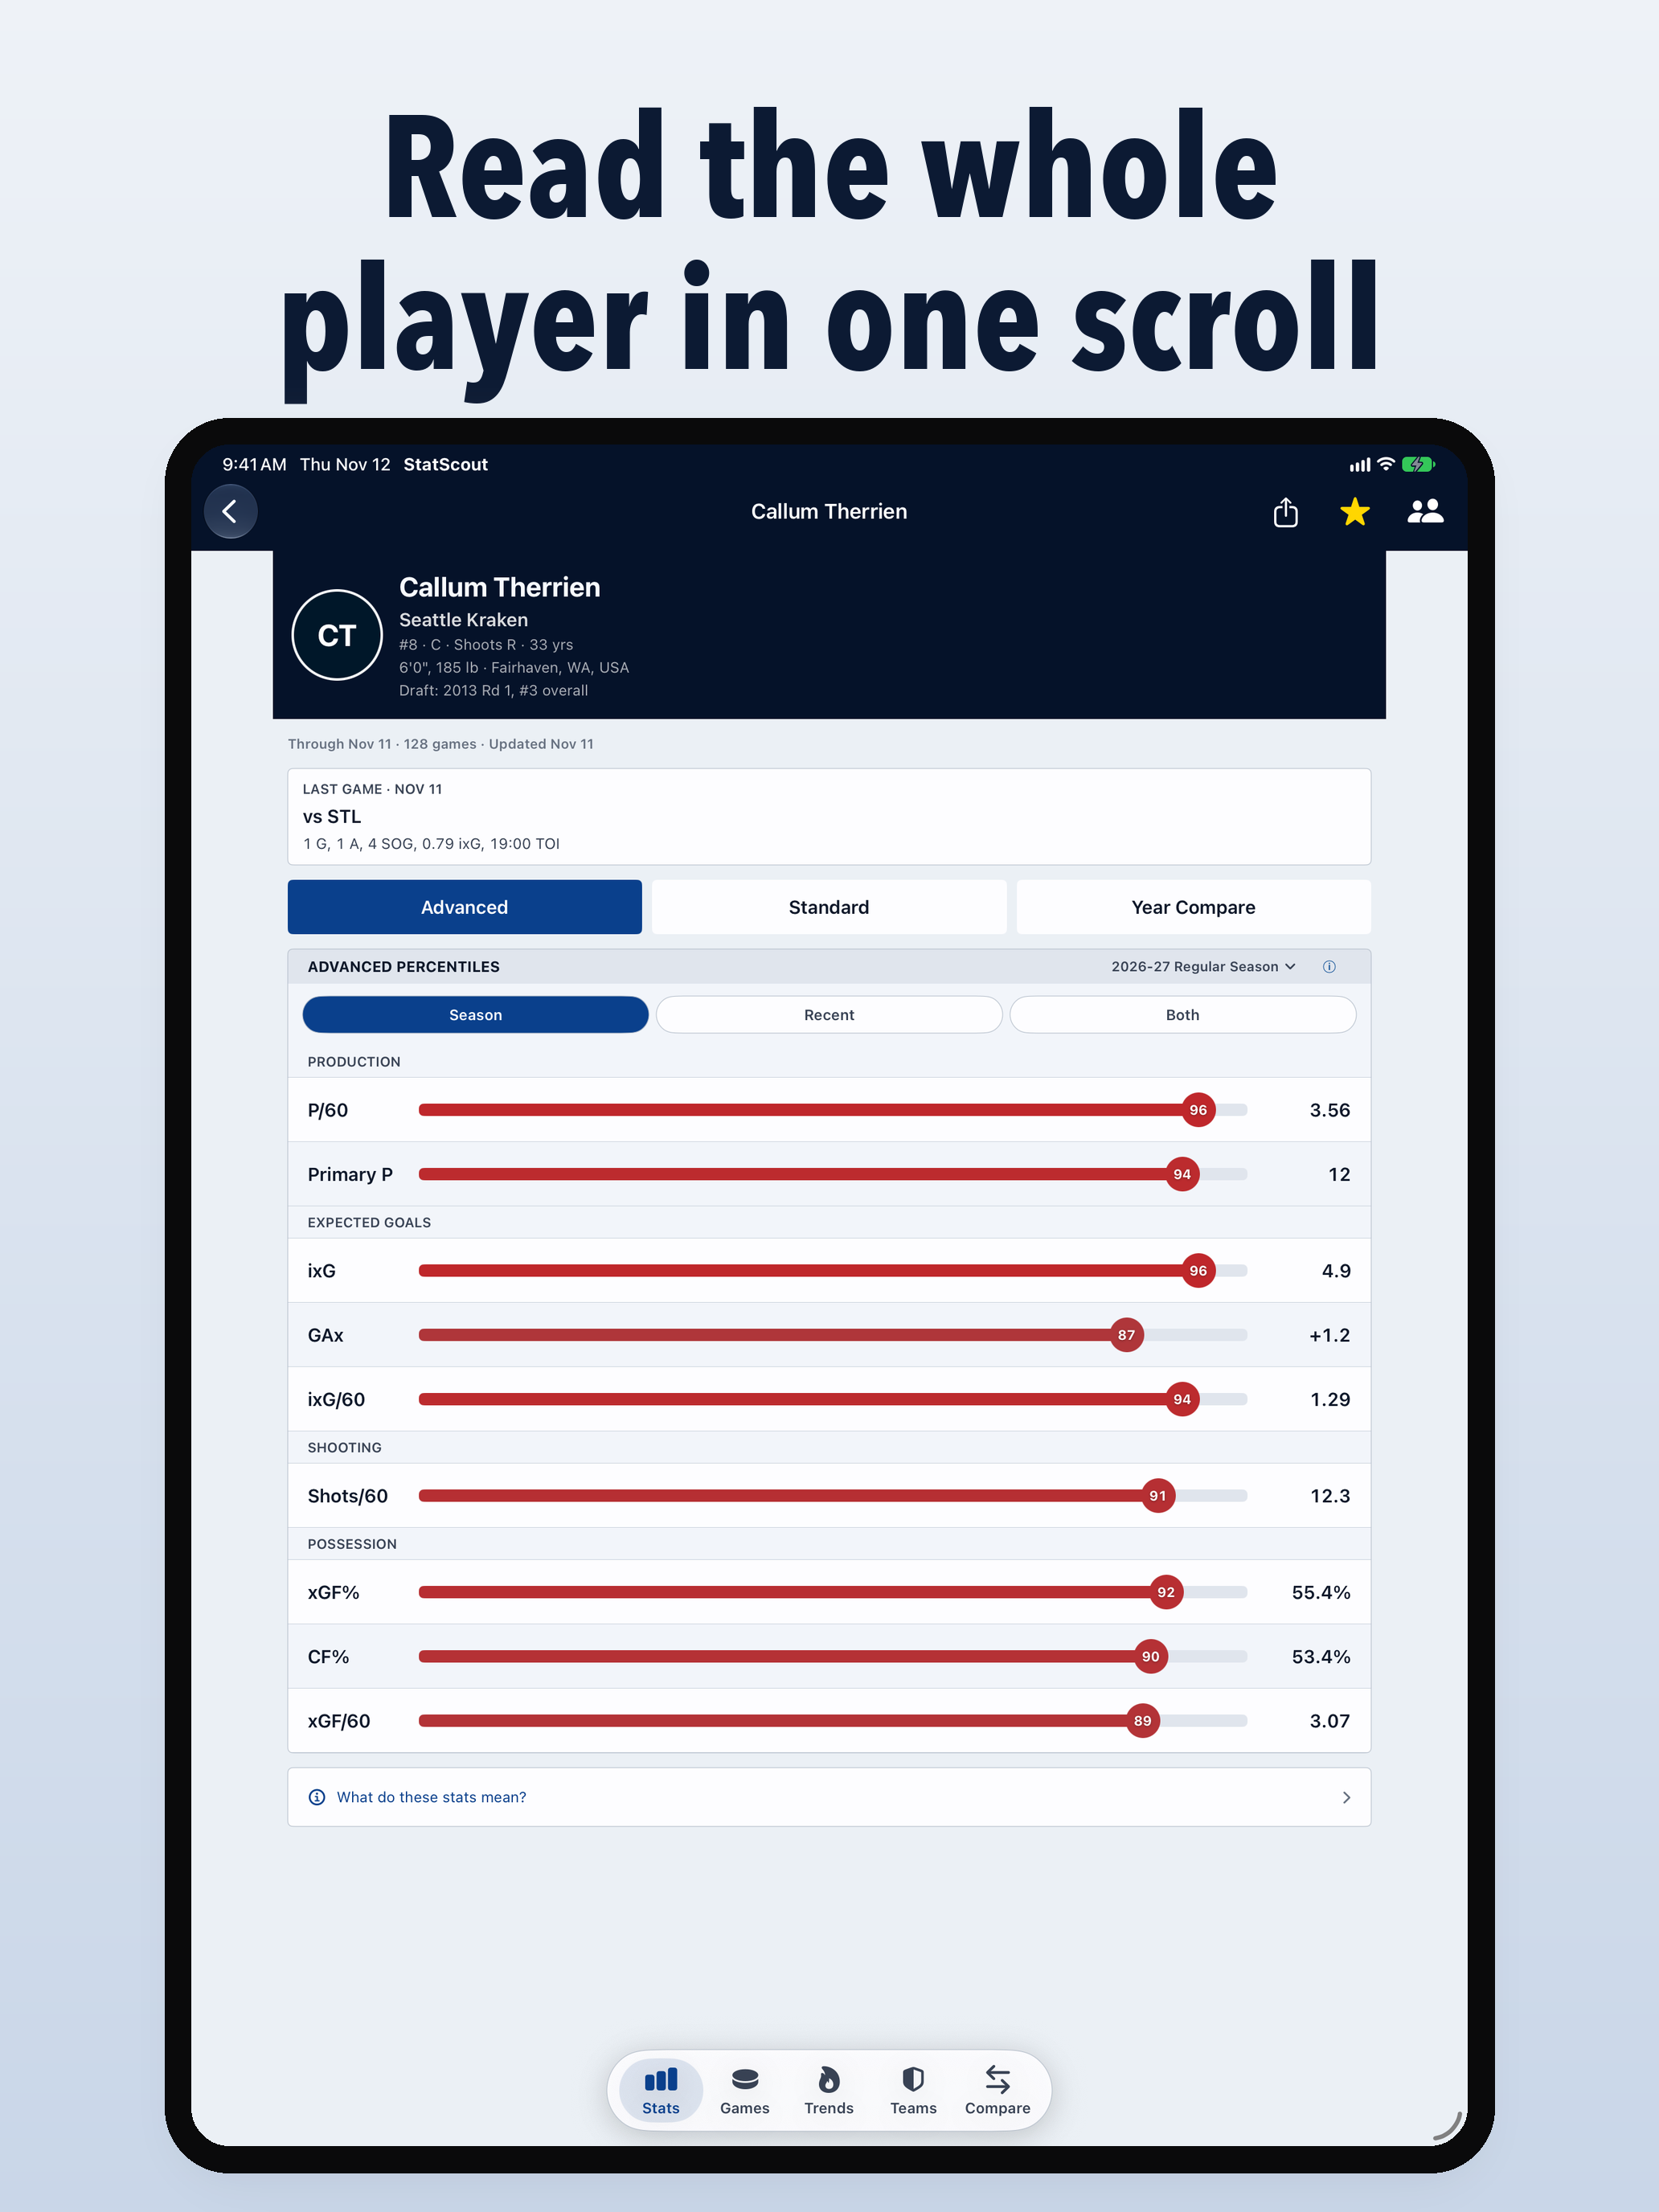 Read the whole
player in one scroll
9:41 AM Thu Nov 12 StatScout
Callum Therrien
CT
Callum Therrien
Seattle Kraken
#8 · C · Shoots R · 33 yrs
6'0", 185 lb · Fairhaven, WA, USA
Draft: 2013 Rd 1, #3 overall
Through Nov 11 · 128 games · Updated Nov 11
LAST GAME · NOV 11
vs STL
1 G, 1 A, 4 SOG, 0.79 ixG, 19:00 TOI
Advanced Standard Year Compare
ADVANCED PERCENTILES 2026-27 Regular Season
Season Recent Both
PRODUCTION
P/60 96 3.56
Primary P 94 12
EXPECTED GOALS
ixG 96 4.9
GAx 87 +1.2
ixG/60 94 1.29
SHOOTING
Shots/60 91 12.3
POSSESSION
xGF% 92 55.4%
CF% 90 53.4%
xGF/60 89 3.07
What do these stats mean?
Stats Games Trends Teams Compare